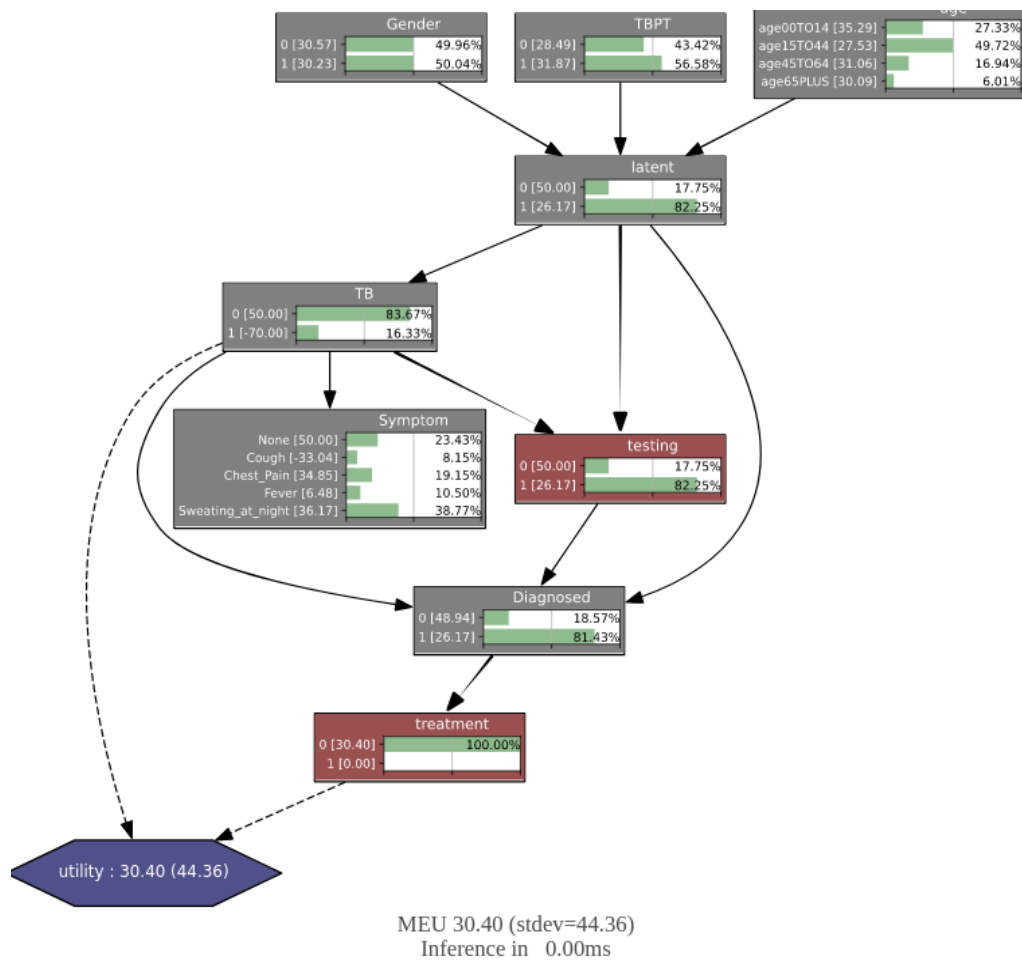 Gender
0 [30.57] 49.96%
1 [30.23] 50.04%
TBPT
0 [28.49] 43.42%
1 [31.87] 56.58%
age
age00TO14 [35.29] 27.33%
age15TO44 [27.53] 49.72%
age45TO64 [31.06] 16.94%
age65PLUS [30.09] 6.01%
latent
0 [50.00] 17.75%
1 [26.17] 82.25%
TB
0 [50.00] 83.67%
1 [-70.00] 16.33%
Symptom
None [50.00] 23.43%
Cough [-33.04] 8.15%
Chest_Pain [34.85] 19.15%
Fever [6.48] 10.50%
Sweating_at_night [36.17] 38.77%
testing
0 [50.00] 17.75%
1 [26.17] 82.25%
Diagnosed
0 [48.94] 18.57%
1 [26.17] 81.43%
treatment
0 [30.40] 100.00%
1 [0.00]
utility : 30.40 (44.36)
MEU 30.40 (stdev=44.36)
Inference in 0.00ms